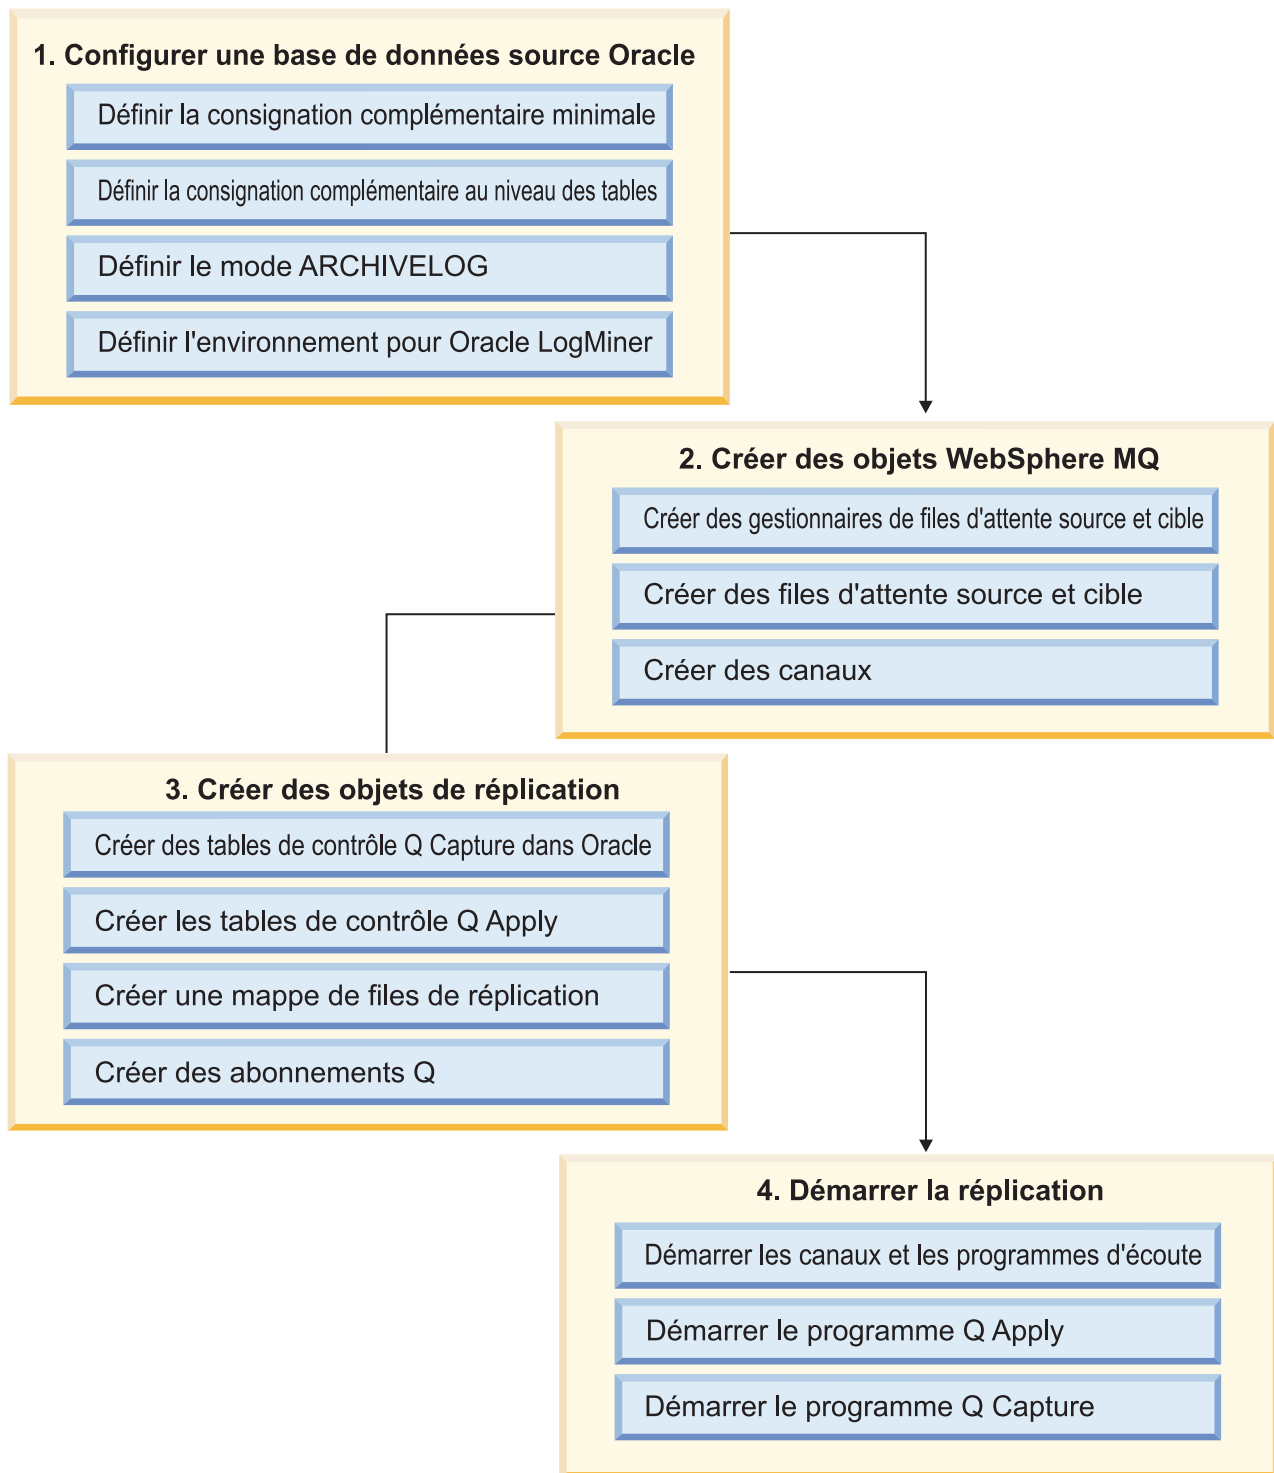 1. Configurer une base de données source Oracle
Définir la consignation complémentaire minimale
Définir la consignation complémentaire au niveau des tables
Définir le mode ARCHIVELOG
Définir l'environnement pour Oracle LogMiner
2. Créer des objets WebSphere MQ
Créer des gestionnaires de files d'attente source et cible
Créer des files d'attente source et cible
Créer des canaux
3. Créer des objets de réplication
Créer des tables de contrôle Q Capture dans Oracle
Créer les tables de contrôle Q Apply
Créer une mappe de files de réplication
Créer des abonnements Q
4. Démarrer la réplication
Démarrer les canaux et les programmes d'écoute
Démarrer le programme Q Apply
Démarrer le programme Q Capture